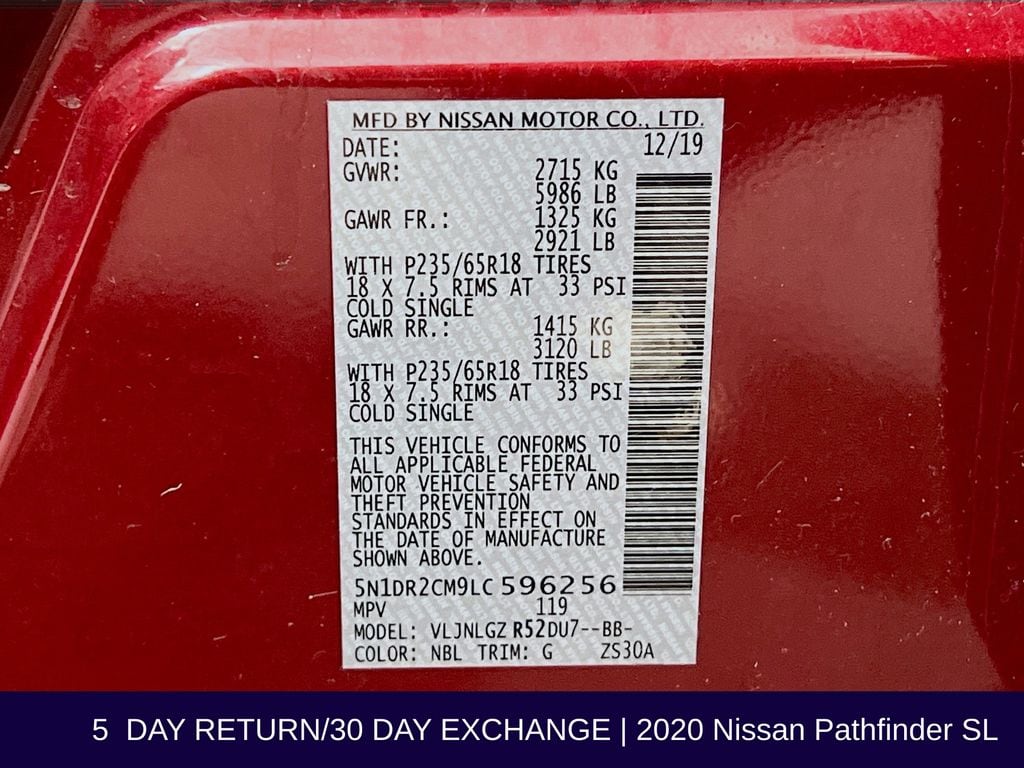 MFD BY NISSAN MOTOR CO., LTD.
DATE: 12/19
GVWR: 2715 KG
5986 LB
GAWR FR.: 1325 KG
2921 LB
WITH P235/65R18 TIRES
18 X 7.5 RIMS AT 33 PSI
COLD SINGLE
GAWR RR.: 1415 KG
3120 LB
WITH P235/65R18 TIRES
18 X 7.5 RIMS AT 33 PSI
COLD SINGLE
THIS VEHICLE CONFORMS TO
ALL APPLICABLE FEDERAL
MOTOR VEHICLE SAFETY AND
THEFT PREVENTION
STANDARDS IN EFFECT ON
THE DATE OF MANUFACTURE
SHOWN ABOVE.
5N1DR2CM9LC 596256
MPV 119
MODEL: VLJNLGZ R52DU7--BB-
COLOR: NBL TRIM: G ZS30A
5 DAY RETURN/30 DAY EXCHANGE | 2020 Nissan Pathfinder SL